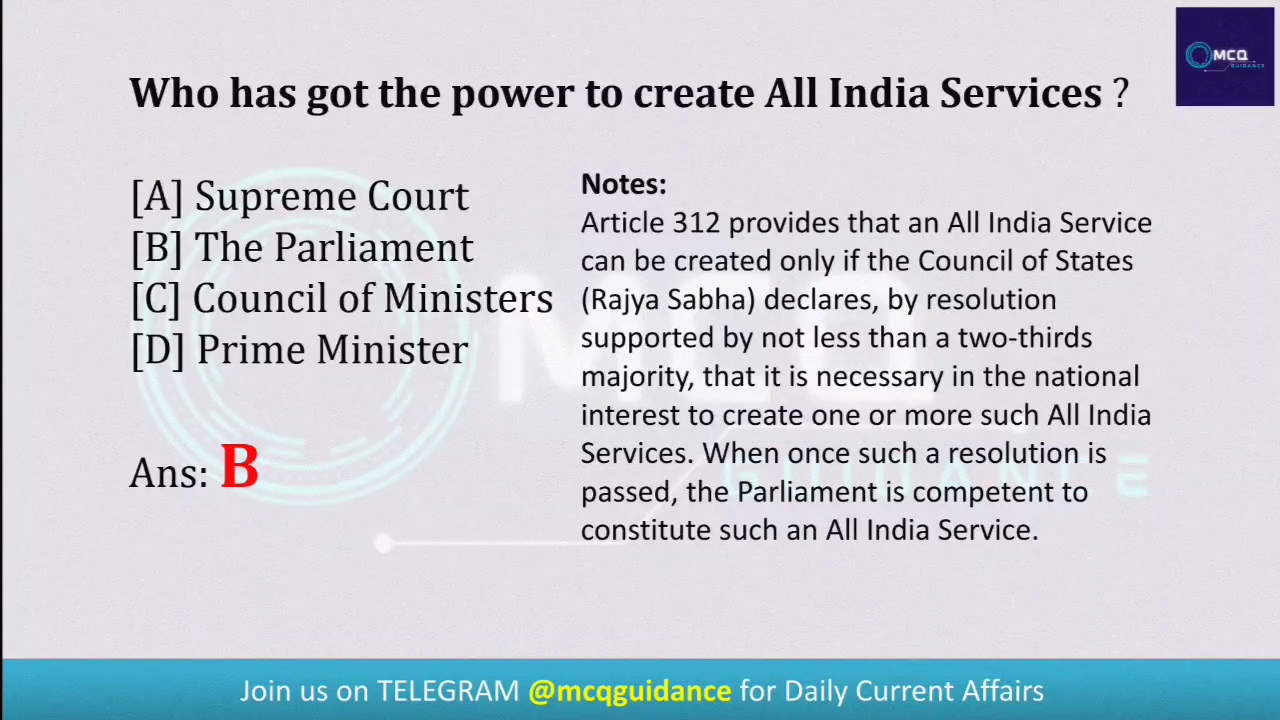 MCQ
GUIDANCE
Who has got the power to create All India Services ?
[A] Supreme Court
[B] The Parliament
[C] Council of Ministers
[D] Prime Minister
Ans: B
Notes:
Article 312 provides that an All India Service
can be created only if the Council of States
(Rajya Sabha) declares, by resolution
supported by not less than a two-thirds
majority, that it is necessary in the national
interest to create one or more such All India
Services. When once such a resolution is
passed, the Parliament is competent to
constitute such an All India Service.
MCQ
GUIDANCE
Join us on TELEGRAM @mcqguidance for Daily Current Affairs